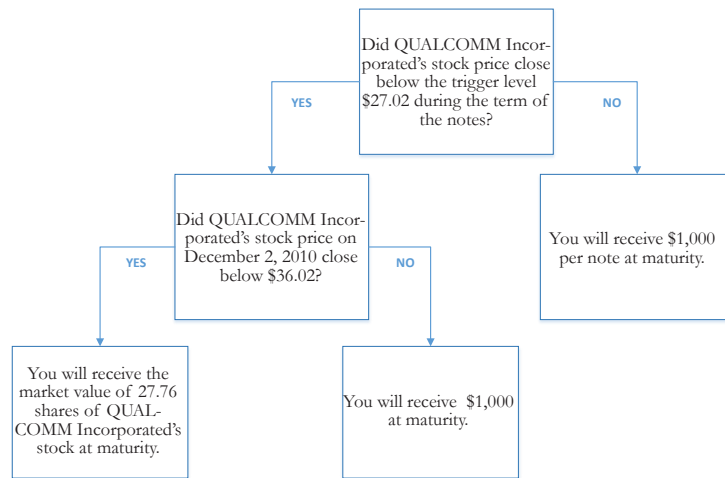 Did QUALCOMM Incor-
porated's stock price close
below the trigger level
$27.02 during the term of
the notes?
YES
NO
Did QUALCOMM Incor-
porated's stock price on
December 2, 2010 close
below $36.02?
You will receive $1,000
per note at maturity.
YES
NO
You will receive the
market value of 27.76
shares of QUAL-
COMM Incorporated's
stock at maturity.
You will receive $1,000
at maturity.